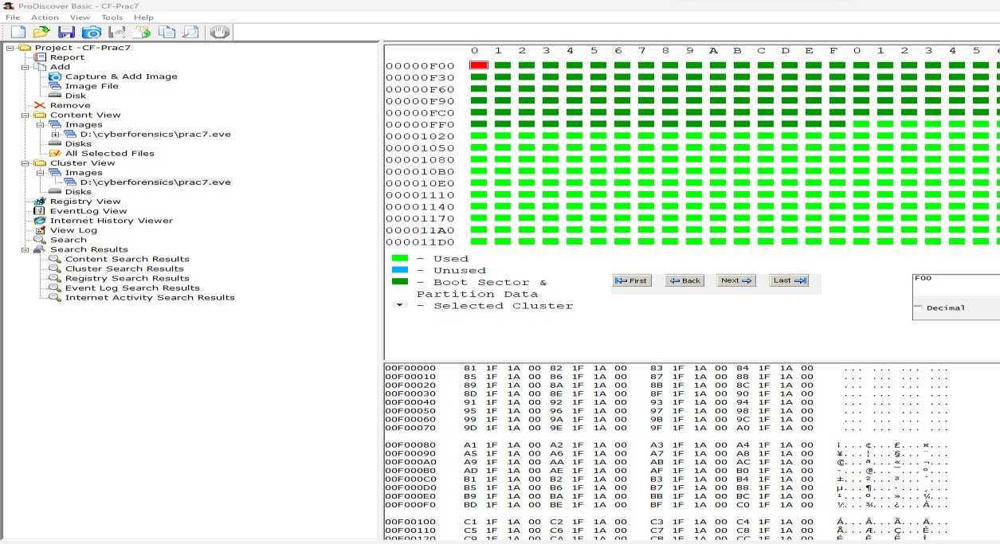 ProDiscover Basic - CF-Prac7
File Action View Tools Help
Project -CF-Prac7
Report
Add
Capture & Add Image
Image File
Disk
Remove
Content View
Images
D:\cyberforensics\prac7.eve
Disks
All Selected Files
Cluster View
Images
D:\cyberforensics\prac7.eve
Disks
Registry View
EventLog View
Internet History Viewer
View Log
Search
Search Results
Content Search Results
Cluster Search Results
Registry Search Results
Event Log Search Results
Internet Activity Search Results
0 1 2 3 4 5 6 7 8 9 A B C D E F 0 1 2 3 4 5
00000F00
00000F30
00000F60
00000F90
00000FC0
00000FF0
00001020
00001050
00001080
000010B0
000010E0
00001110
00001140
00001170
000011A0
000011D0
- Used
- Unused
- Boot Sector &
Partition Data
- Selected Cluster
First Back Next Last
F00
Decimal
00F00000 81 1F 1A 00 82 1F 1A 00 83 1F 1A 00 84 1F 1A 00 ... ... ... ...
00F00010 85 1F 1A 00 86 1F 1A 00 87 1F 1A 00 88 1F 1A 00 ... ... ... ...
00F00020 89 1F 1A 00 8A 1F 1A 00 8B 1F 1A 00 8C 1F 1A 00 ... ... ... ...
00F00030 8D 1F 1A 00 8E 1F 1A 00 8F 1F 1A 00 90 1F 1A 00 ... ... ... ...
00F00040 91 1F 1A 00 92 1F 1A 00 93 1F 1A 00 94 1F 1A 00 ... ... ... ...
00F00050 95 1F 1A 00 96 1F 1A 00 97 1F 1A 00 98 1F 1A 00 ... ... ... ...
00F00060 99 1F 1A 00 9A 1F 1A 00 9B 1F 1A 00 9C 1F 1A 00 ... ... ... ...
00F00070 9D 1F 1A 00 9E 1F 1A 00 9F 1F 1A 00 A0 1F 1A 00 ... ... ... ...
00F00080 A1 1F 1A 00 A2 1F 1A 00 A3 1F 1A 00 A4 1F 1A 00 ¡...¢...£...¤...
00F00090 A5 1F 1A 00 A6 1F 1A 00 A7 1F 1A 00 A8 1F 1A 00 ¥...¦...§...¨...
00F000A0 A9 1F 1A 00 AA 1F 1A 00 AB 1F 1A 00 AC 1F 1A 00 ©...ª...«...¬...
00F000B0 AD 1F 1A 00 AE 1F 1A 00 AF 1F 1A 00 B0 1F 1A 00 -...®...¯...°...
00F000C0 B1 1F 1A 00 B2 1F 1A 00 B3 1F 1A 00 B4 1F 1A 00 ±...²...³...´...
00F000D0 B5 1F 1A 00 B6 1F 1A 00 B7 1F 1A 00 B8 1F 1A 00 µ...¶...·...¸...
00F000E0 B9 1F 1A 00 BA 1F 1A 00 BB 1F 1A 00 BC 1F 1A 00 ¹...º...»...¼...
00F000F0 BD 1F 1A 00 BE 1F 1A 00 BF 1F 1A 00 C0 1F 1A 00 ½...¾...¿...À...
00F00100 C1 1F 1A 00 C2 1F 1A 00 C3 1F 1A 00 C4 1F 1A 00 Á...Â...Ã...Ä...
00F00110 C5 1F 1A 00 C6 1F 1A 00 C7 1F 1A 00 C8 1F 1A 00 Å...Æ...Ç...È...
00F00120 C9 1F 1A 00 CA 1F 1A 00 CB 1F 1A 00 CC 1F 1A 00